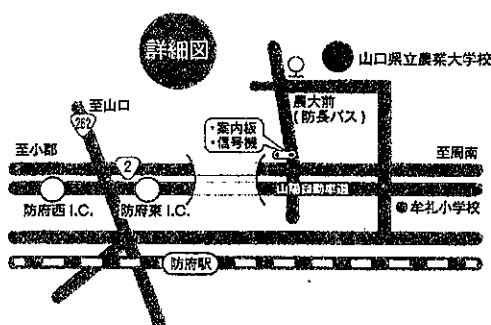 詳細図
山口県立農業大学校
至山口
262
農大前
(防長バス)
・案内板
・信号機
至小郡
2
至周南
山陽自動車道
防府西 I.C.
防府東 I.C.
牟礼小学校
防府駅